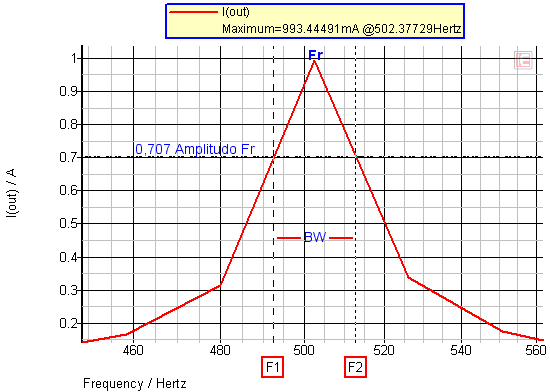 I(out)
Maximum=993.44491mA @502.37729Hertz
Fr
1
0.9
0.8
0,707 Amplitudo Fr
0.7
0.6
I(out) / A
0.5
BW
0.4
0.3
0.2
460 480 500 520 540 560
F1 F2
Frequency / Hertz